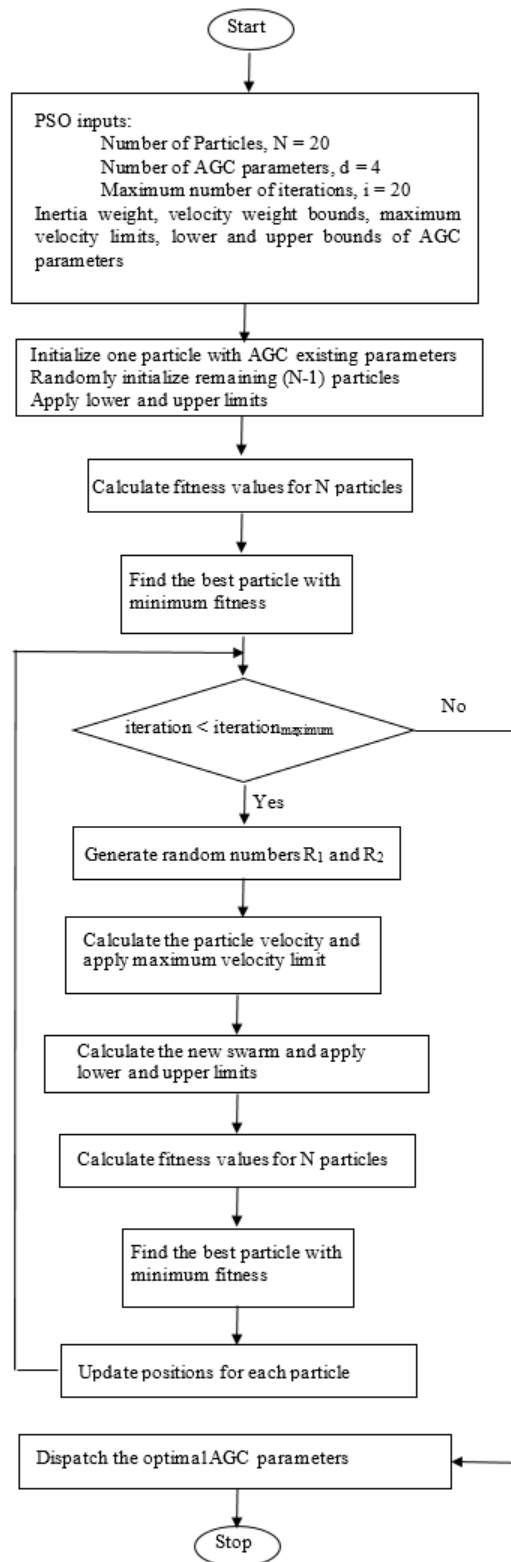 Start
PSO inputs:
Number of Particles, N = 20
Number of AGC parameters, d = 4
Maximum number of iterations, i = 20
Inertia weight, velocity weight bounds, maximum
velocity limits, lower and upper bounds of AGC
parameters
Initialize one particle with AGC existing parameters
Randomly initialize remaining (N-1) particles
Apply lower and upper limits
Calculate fitness values for N particles
Find the best particle with
minimum fitness
iteration < iterationmaximum
No
Yes
Generate random numbers R1 and R2
Calculate the particle velocity and
apply maximum velocity limit
Calculate the new swarm and apply
lower and upper limits
Calculate fitness values for N particles
Find the best particle with
minimum fitness
Update positions for each particle
Dispatch the optimal AGC parameters
Stop